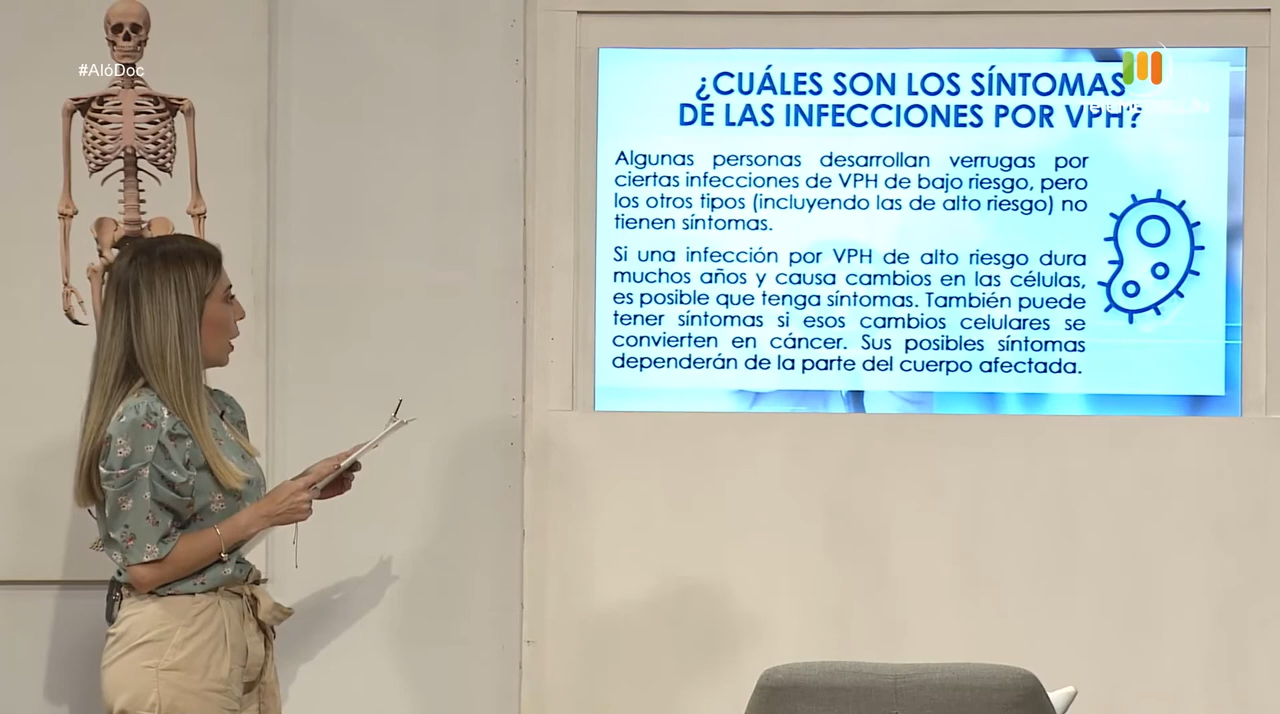 #AlóDoc
¿CUÁLES SON LOS SÍNTOMAS
DE LAS INFECCIONES POR VPH?
Algunas personas desarrollan verrugas por
ciertas infecciones de VPH de bajo riesgo, pero
los otros tipos (incluyendo las de alto riesgo) no
tienen síntomas.
Si una infección por VPH de alto riesgo dura
muchos años y causa cambios en las células,
es posible que tenga síntomas. También puede
tener síntomas si esos cambios celulares se
convierten en cáncer. Sus posibles síntomas
dependerán de la parte del cuerpo afectada.